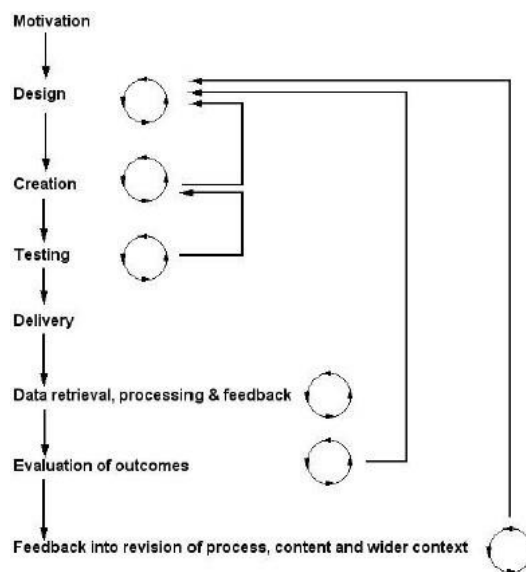 Motivation
Design
Creation
Testing
Delivery
Data retrieval, processing & feedback
Evaluation of outcomes
Feedback into revision of process, content and wider context